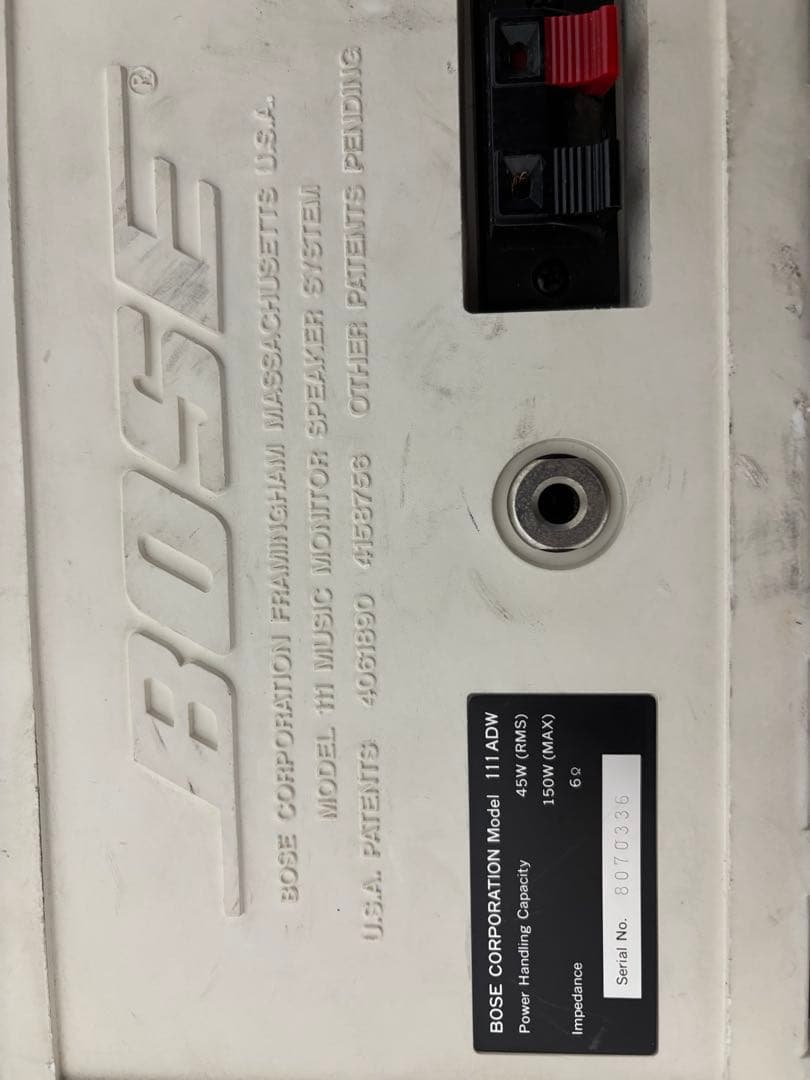 BOSE®
BOSE CORPORATION FRAMINGHAM MASSACHUSETTS U.S.A.
MODEL 111 MUSIC MONITOR SPEAKER SYSTEM
U.S.A. PATENTS 4061890 4158756 OTHER PATENTS PENDING
BOSE CORPORATION Model 111 ADW
Power Handling Capacity 45W (RMS)
150W (MAX)
Impedance 6Ω
Serial No. 8070336